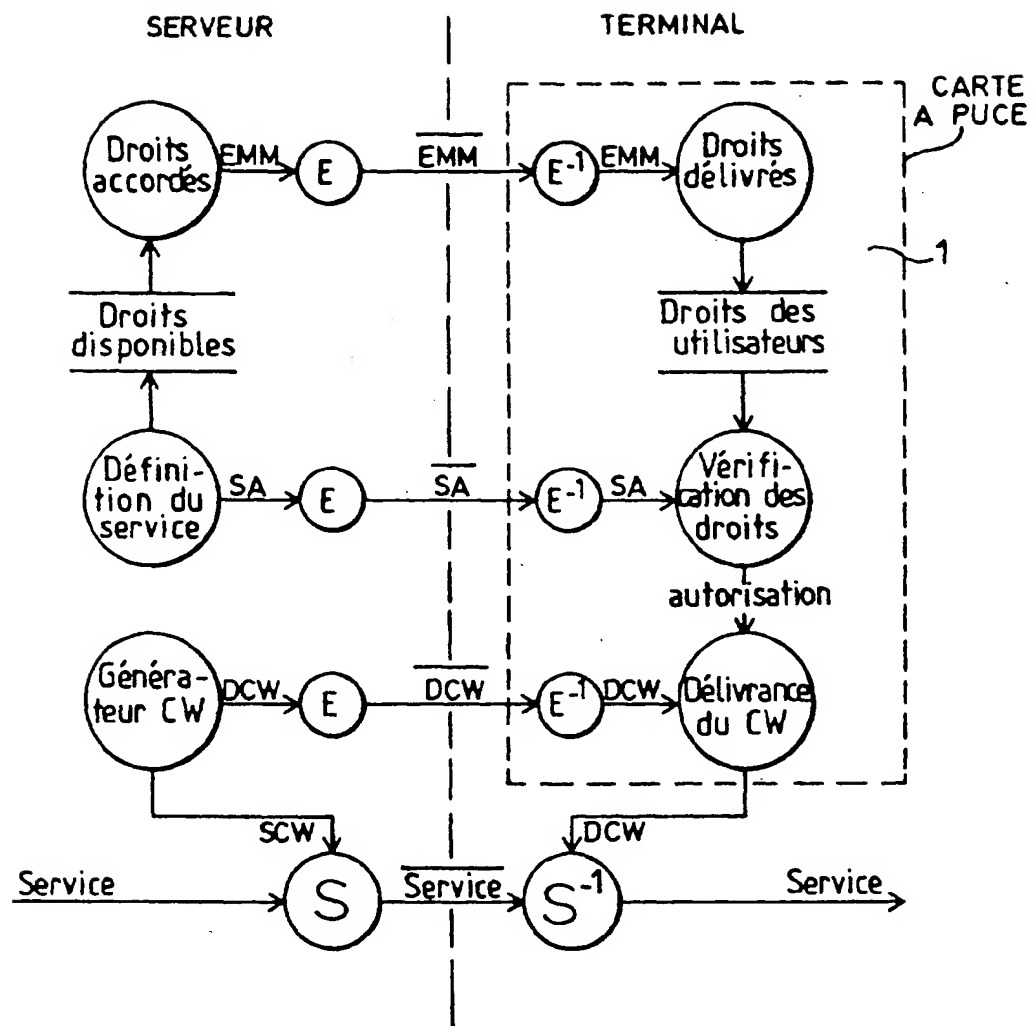 SERVEUR
TERMINAL
CARTE
A PUCE
Droits
accordés
EMM
E
EMM
E⁻¹
EMM
Droits
délivrés
1
Droits
disponibles
Droits des
utilisateurs
Défini-
tion du
service
SA
E
SA
E⁻¹
SA
Vérifi-
cation des
droits
autorisation
Généra-
teur CW
DCW
E
DCW
E⁻¹
DCW
Délivrance
du CW
SCW
DCW
Service
S
Service
S⁻¹
Service